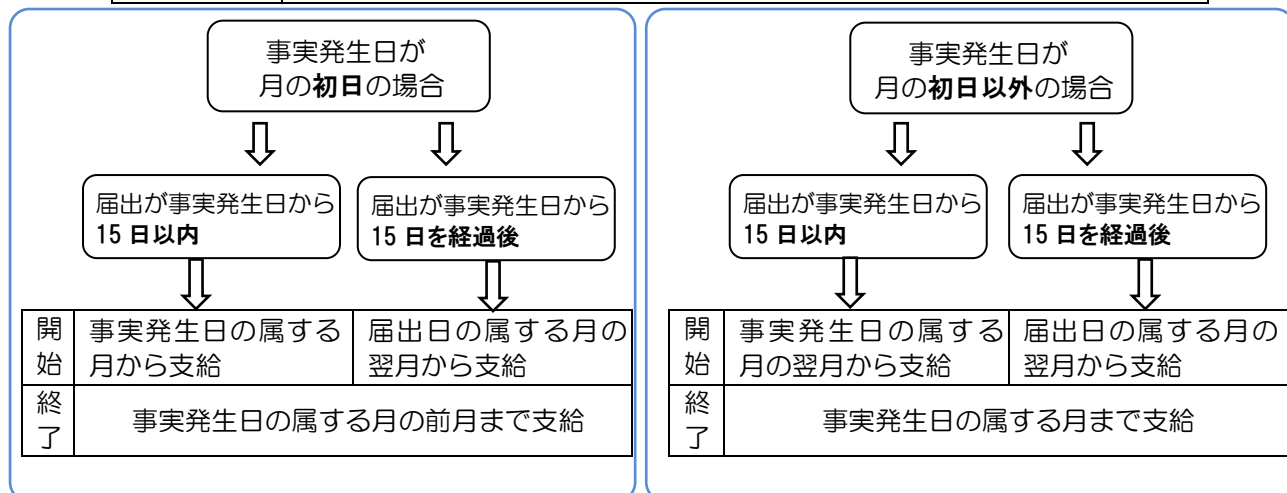 事実発生日が
月の初日の場合
届出が事実発生日から
15 日以内
届出が事実発生日から
15 日を経過後
開始
事実発生日の属する
月から支給
届出日の属する月の
翌月から支給
終了
事実発生日の属する月の前月まで支給
事実発生日が
月の初日以外の場合
届出が事実発生日から
15 日以内
届出が事実発生日から
15 日を経過後
開始
事実発生日の属する
月の翌月から支給
届出日の属する月の
翌月から支給
終了
事実発生日の属する月まで支給